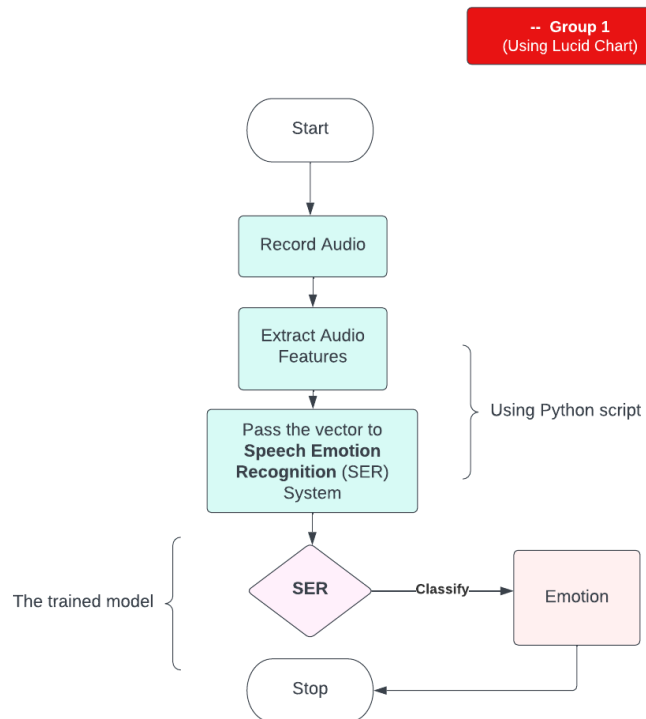 -- Group 1
(Using Lucid Chart)
Start
Record Audio
Extract Audio
Features
Using Python script
Pass the vector to
Speech Emotion
Recognition (SER)
System
The trained model
SER
Classify
Emotion
Stop